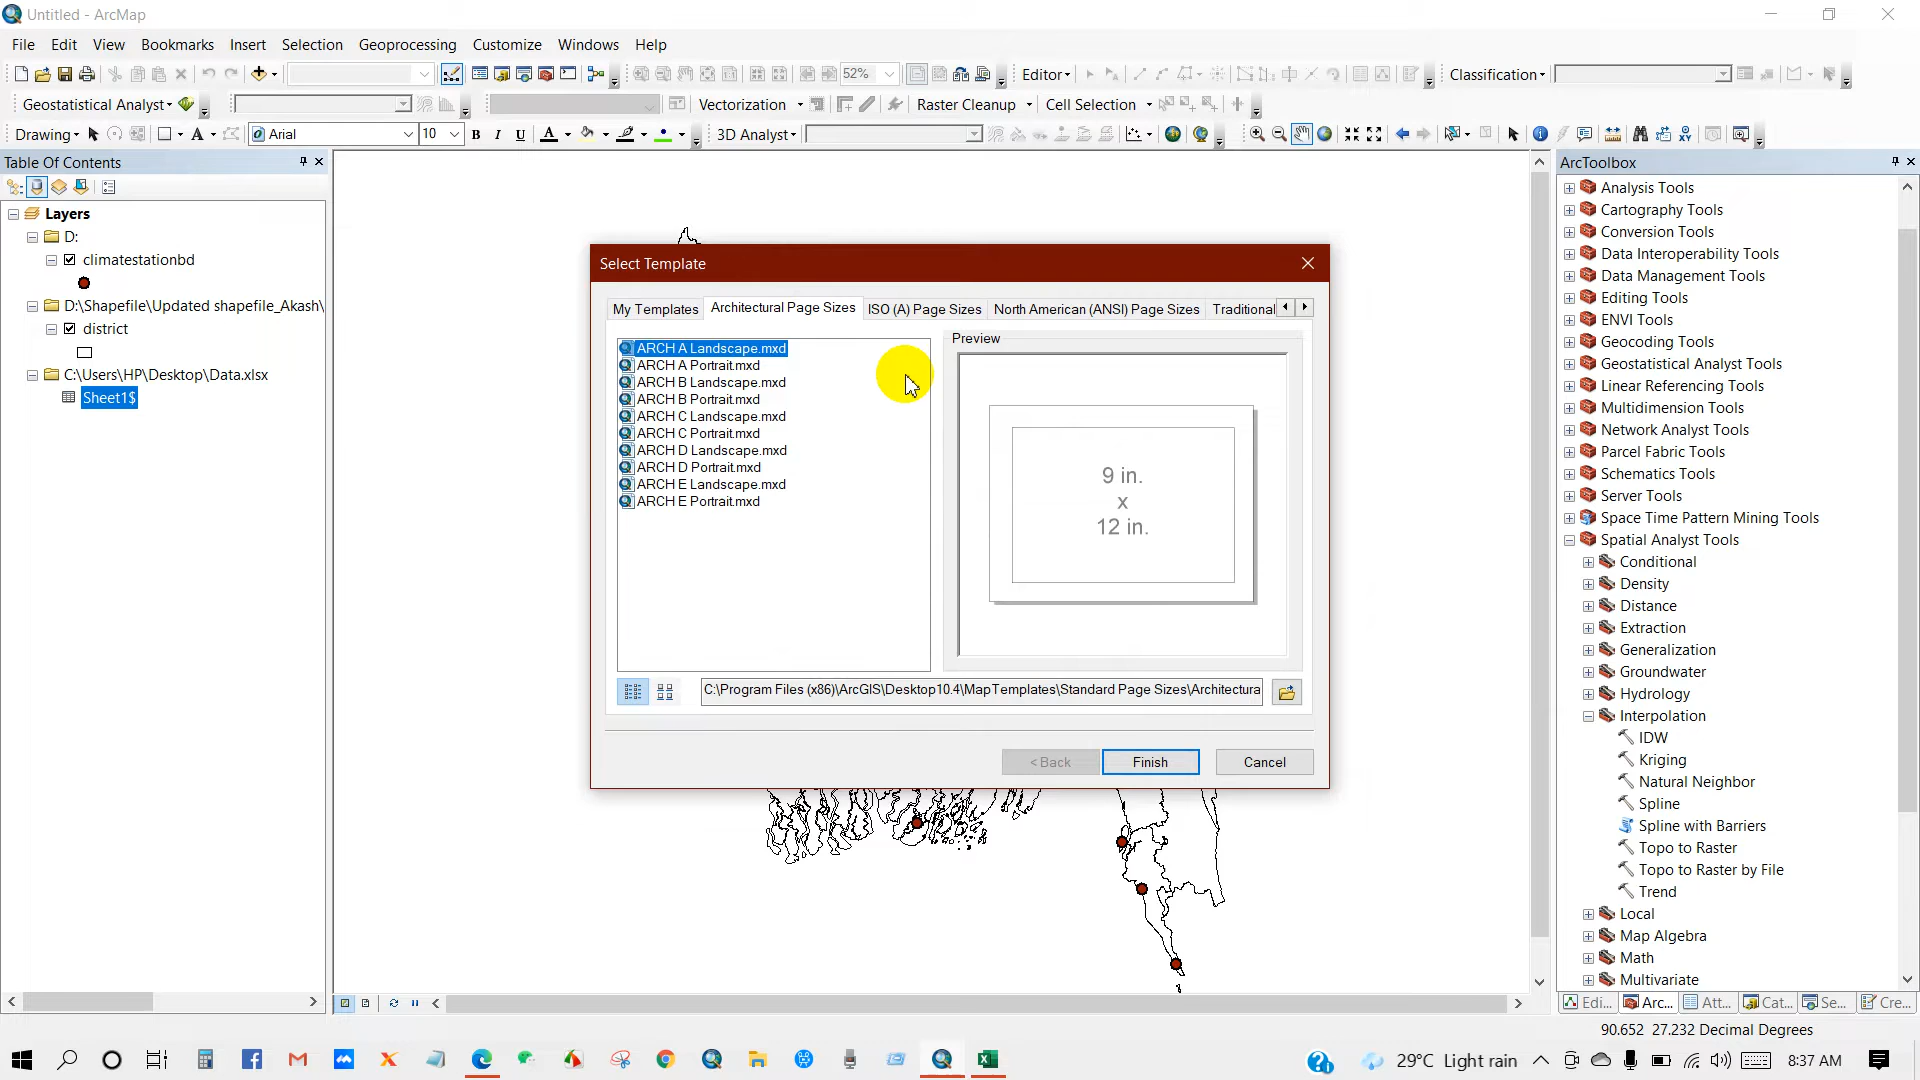 Untitled - ArcMap
File Edit View Bookmarks Insert Selection Geoprocessing Customize Windows Help
52% Editor Classification
Geostatistical Analyst Vectorization Raster Cleanup Cell Selection
Drawing A Arial 10 B I U A 3D Analyst
Table Of Contents
Layers
D:
climatestationbd
D:\Shapefile\Updated shapefile_Akash\
district
C:\Users\HP\Desktop\Data.xlsx
Sheet1$
Select Template
My Templates Architectural Page Sizes ISO (A) Page Sizes North American (ANSI) Page Sizes Traditional
ARCH A Landscape.mxd
ARCH A Portrait.mxd
ARCH B Landscape.mxd
ARCH B Portrait.mxd
ARCH C Landscape.mxd
ARCH C Portrait.mxd
ARCH D Landscape.mxd
ARCH D Portrait.mxd
ARCH E Landscape.mxd
ARCH E Portrait.mxd
Preview
9 in.
x
12 in.
C:\Program Files (x86)\ArcGIS\Desktop10.4\MapTemplates\Standard Page Sizes\Architectura
< Back Finish Cancel
ArcToolbox
Analysis Tools
Cartography Tools
Conversion Tools
Data Interoperability Tools
Data Management Tools
Editing Tools
ENVI Tools
Geocoding Tools
Geostatistical Analyst Tools
Linear Referencing Tools
Multidimension Tools
Network Analyst Tools
Parcel Fabric Tools
Schematics Tools
Server Tools
Space Time Pattern Mining Tools
Spatial Analyst Tools
Conditional
Density
Distance
Extraction
Generalization
Groundwater
Hydrology
Interpolation
IDW
Kriging
Natural Neighbor
Spline
Spline with Barriers
Topo to Raster
Topo to Raster by File
Trend
Local
Map Algebra
Math
Multivariate
Edi... Arc... Att... Cat... Se... Cre...
90.652 27.232 Decimal Degrees
29°C Light rain 8:37 AM